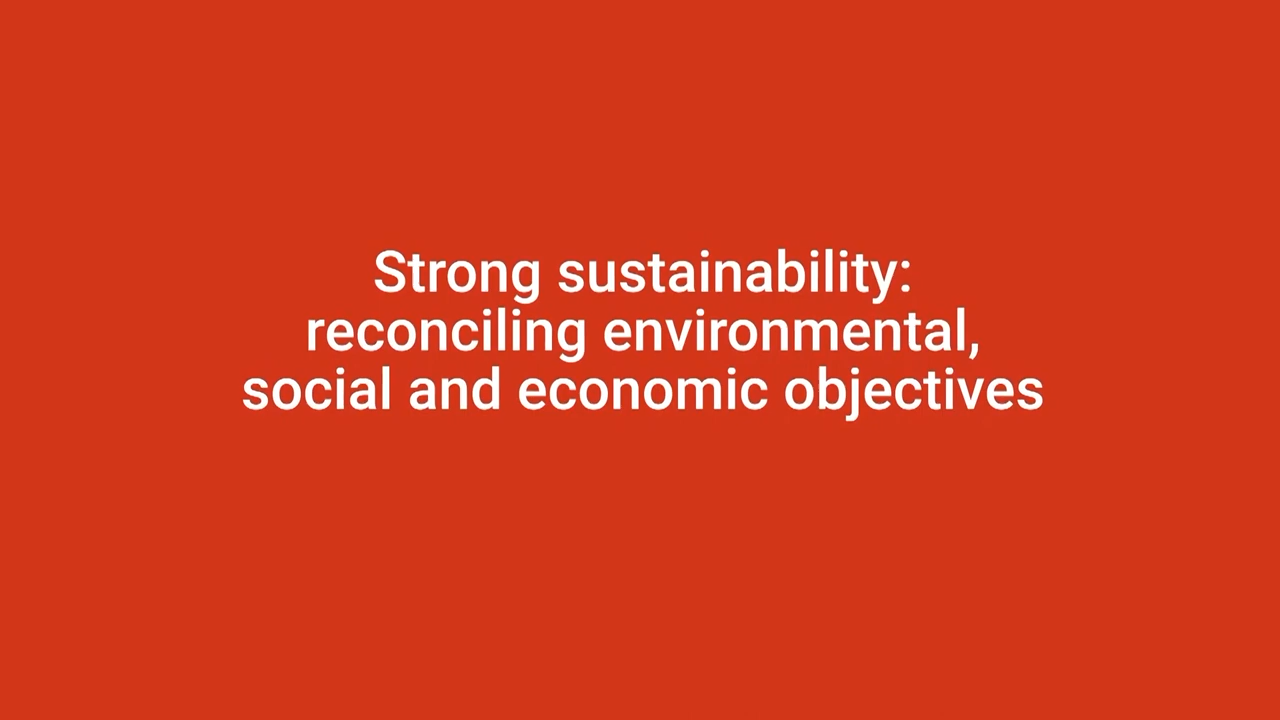 Strong sustainability:
reconciling environmental,
social and economic objectives